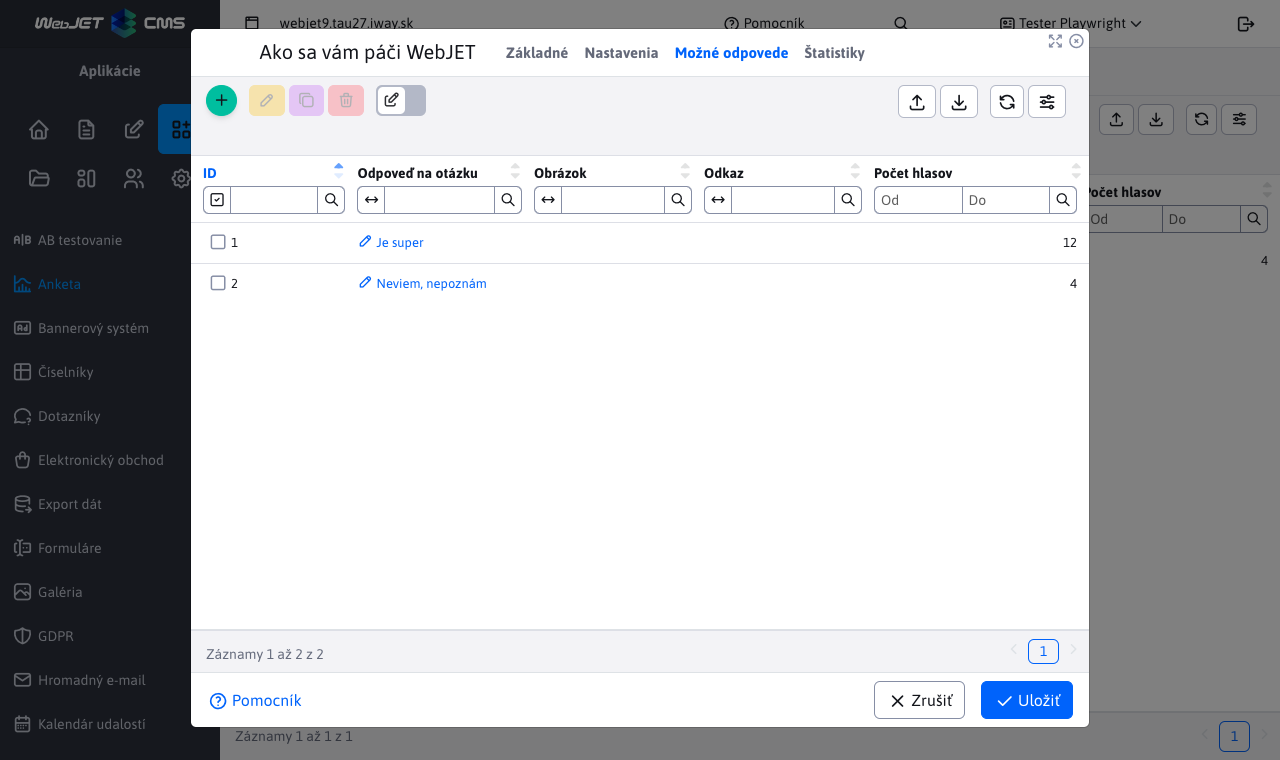 WebJET CMS
webjet9.tau27.iway.sk
Pomocník
Tester Playwright
Aplikácie
AB testovanie
Anketa
Bannerový systém
Číselníky
Dotazníky
Elektronický obchod
Export dát
Formuláre
Galéria
GDPR
Hromadný e-mail
Kalendár udalostí
Ako sa vám páči WebJET
Základné
Nastavenia
Možné odpovede
Štatistiky
ID
Odpoveď na otázku
Obrázok
Odkaz
Počet hlasov
Od
Do
1
Je super
12
2
Neviem, nepoznám
4
Záznamy 1 až 2 z 2
1
Pomocník
Zrušiť
Uložiť
Počet hlasov
Od
Do
4
Záznamy 1 až 1 z 1
1